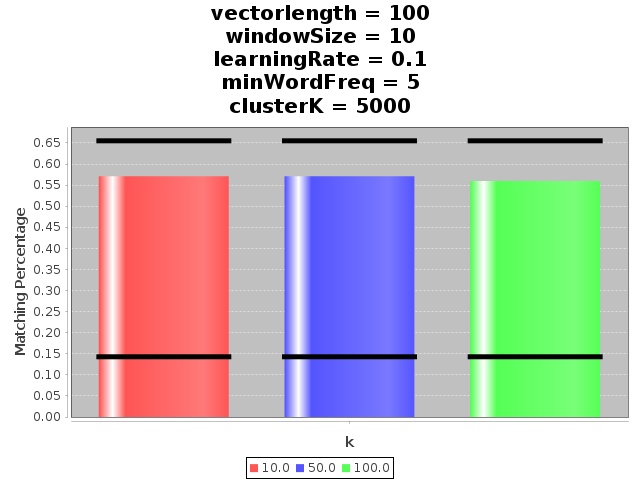 vectorlength = 100
windowSize = 10
learningRate = 0.1
minWordFreq = 5
clusterK = 5000
Matching Percentage
0.65
0.60
0.55
0.50
0.45
0.40
0.35
0.30
0.25
0.20
0.15
0.10
0.05
0.00
k
10.0 50.0 100.0